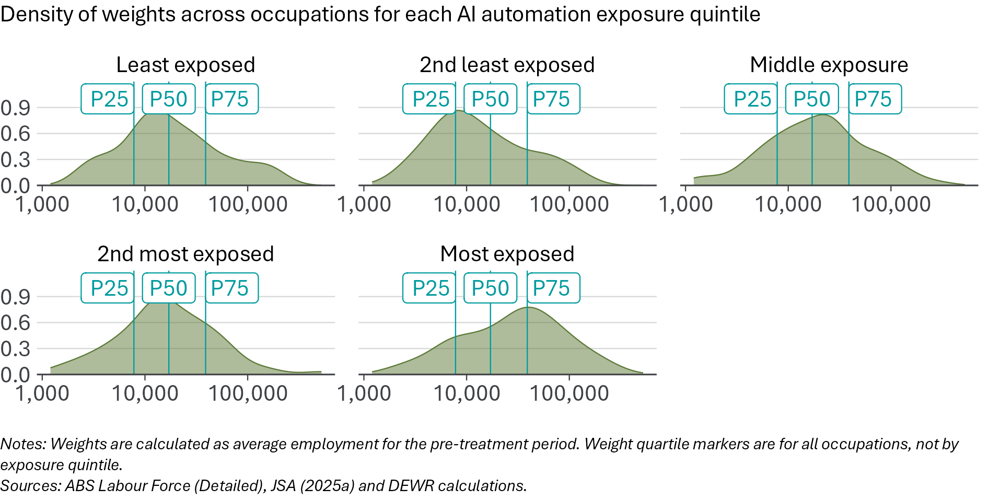 Density of weights across occupations for each AI automation exposure quintile
Least exposed
P25 P50 P75
0.9
0.6
0.3
0.0
1,000 10,000 100,000
2nd least exposed
P25 P50 P75
1,000 10,000 100,000
Middle exposure
P25 P50 P75
1,000 10,000 100,000
2nd most exposed
P25 P50 P75
0.9
0.6
0.3
0.0
1,000 10,000 100,000
Most exposed
P25 P50 P75
1,000 10,000 100,000
Notes: Weights are calculated as average employment for the pre-treatment period. Weight quartile markers are for all occupations, not by
exposure quintile.
Sources: ABS Labour Force (Detailed), JSA (2025a) and DEWR calculations.